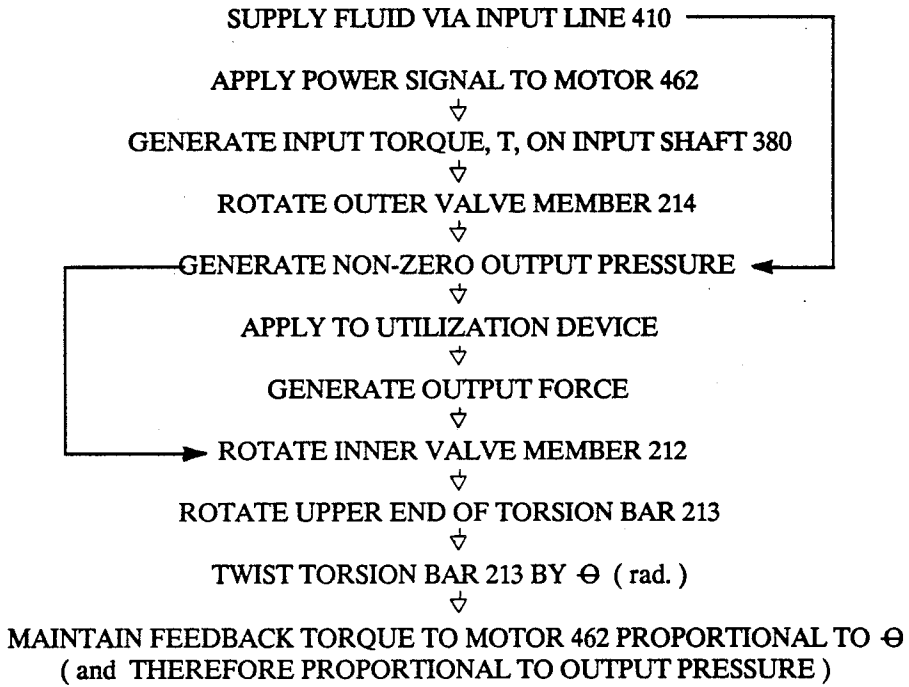 SUPPLY FLUID VIA INPUT LINE 410
APPLY POWER SIGNAL TO MOTOR 462
GENERATE INPUT TORQUE, T, ON INPUT SHAFT 380
ROTATE OUTER VALVE MEMBER 214
GENERATE NON-ZERO OUTPUT PRESSURE
APPLY TO UTILIZATION DEVICE
GENERATE OUTPUT FORCE
ROTATE INNER VALVE MEMBER 212
ROTATE UPPER END OF TORSION BAR 213
TWIST TORSION BAR 213 BY Θ ( rad. )
MAINTAIN FEEDBACK TORQUE TO MOTOR 462 PROPORTIONAL TO Θ
( and THEREFORE PROPORTIONAL TO OUTPUT PRESSURE )